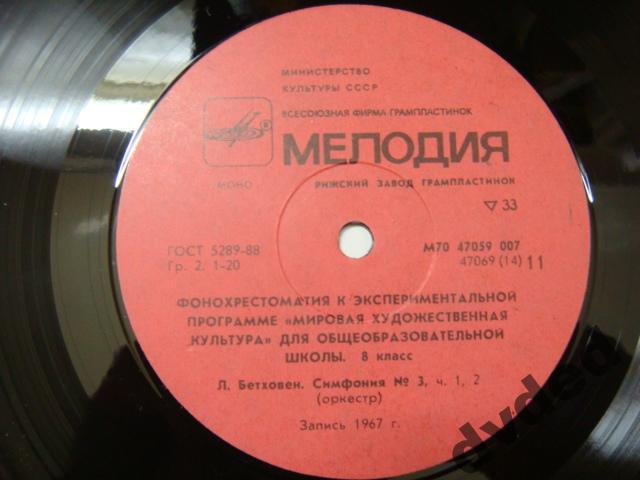 МИНИСТЕРСТВО
КУЛЬТУРЫ СССР
ВСЕСОЮЗНАЯ ФИРМА ГРАМПЛАСТИНОК
МЕЛОДИЯ
МОНО
РИЖСКИЙ ЗАВОД ГРАМПЛАСТИНОК
▽ 33
ГОСТ 5289-88
Гр. 2. 1-20
М70 47059 007
47069 (14) 11
ФОНОХРЕСТОМАТИЯ К ЭКСПЕРИМЕНТАЛЬНОЙ
ПРОГРАММЕ «МИРОВАЯ ХУДОЖЕСТВЕННАЯ
КУЛЬТУРА» ДЛЯ ОБЩЕОБРАЗОВАТЕЛЬНОЙ
ШКОЛЫ. 8 класс
Л. Бетховен. Симфония № 3, ч. 1, 2
(оркестр)
Запись 1967 г.
dvded